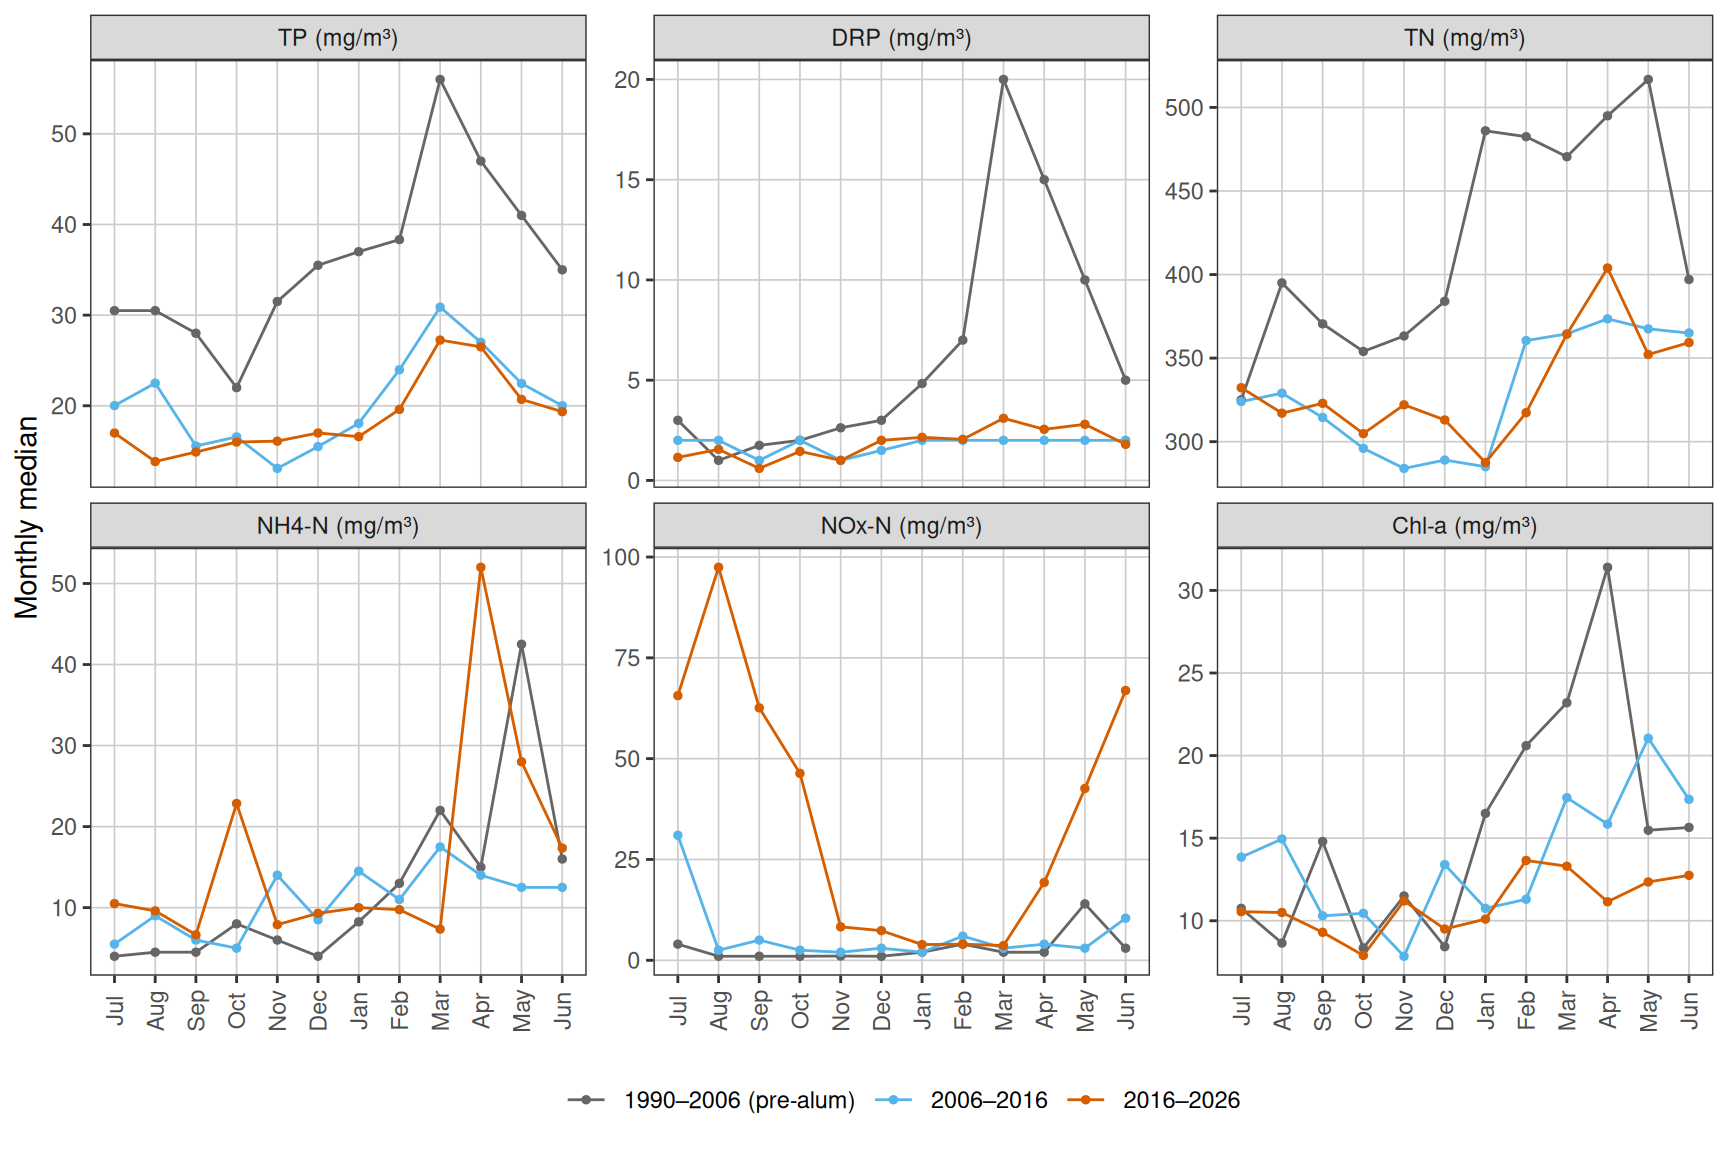 TP (mg/m³)
DRP (mg/m³)
TN (mg/m³)
50
40
30
20
20
15
10
5
0
500
450
400
350
300
Monthly median
NH4-N (mg/m³)
NOx-N (mg/m³)
Chl-a (mg/m³)
50
40
30
20
10
100
75
50
25
0
30
25
20
15
10
Jul Aug Sep Oct Nov Dec Jan Feb Mar Apr May Jun
Jul Aug Sep Oct Nov Dec Jan Feb Mar Apr May Jun
Jul Aug Sep Oct Nov Dec Jan Feb Mar Apr May Jun
1990–2006 (pre-alum) 2006–2016 2016–2026